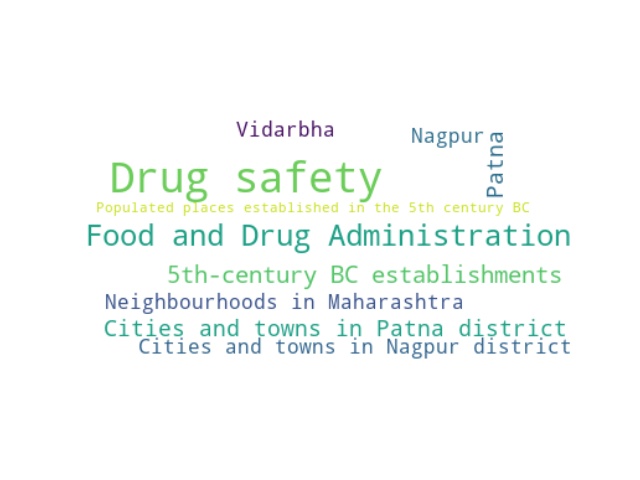 Vidarbha
Nagpur
Patna
Drug safety
Populated places established in the 5th century BC
Food and Drug Administration
5th-century BC establishments
Neighbourhoods in Maharashtra
Cities and towns in Patna district
Cities and towns in Nagpur district